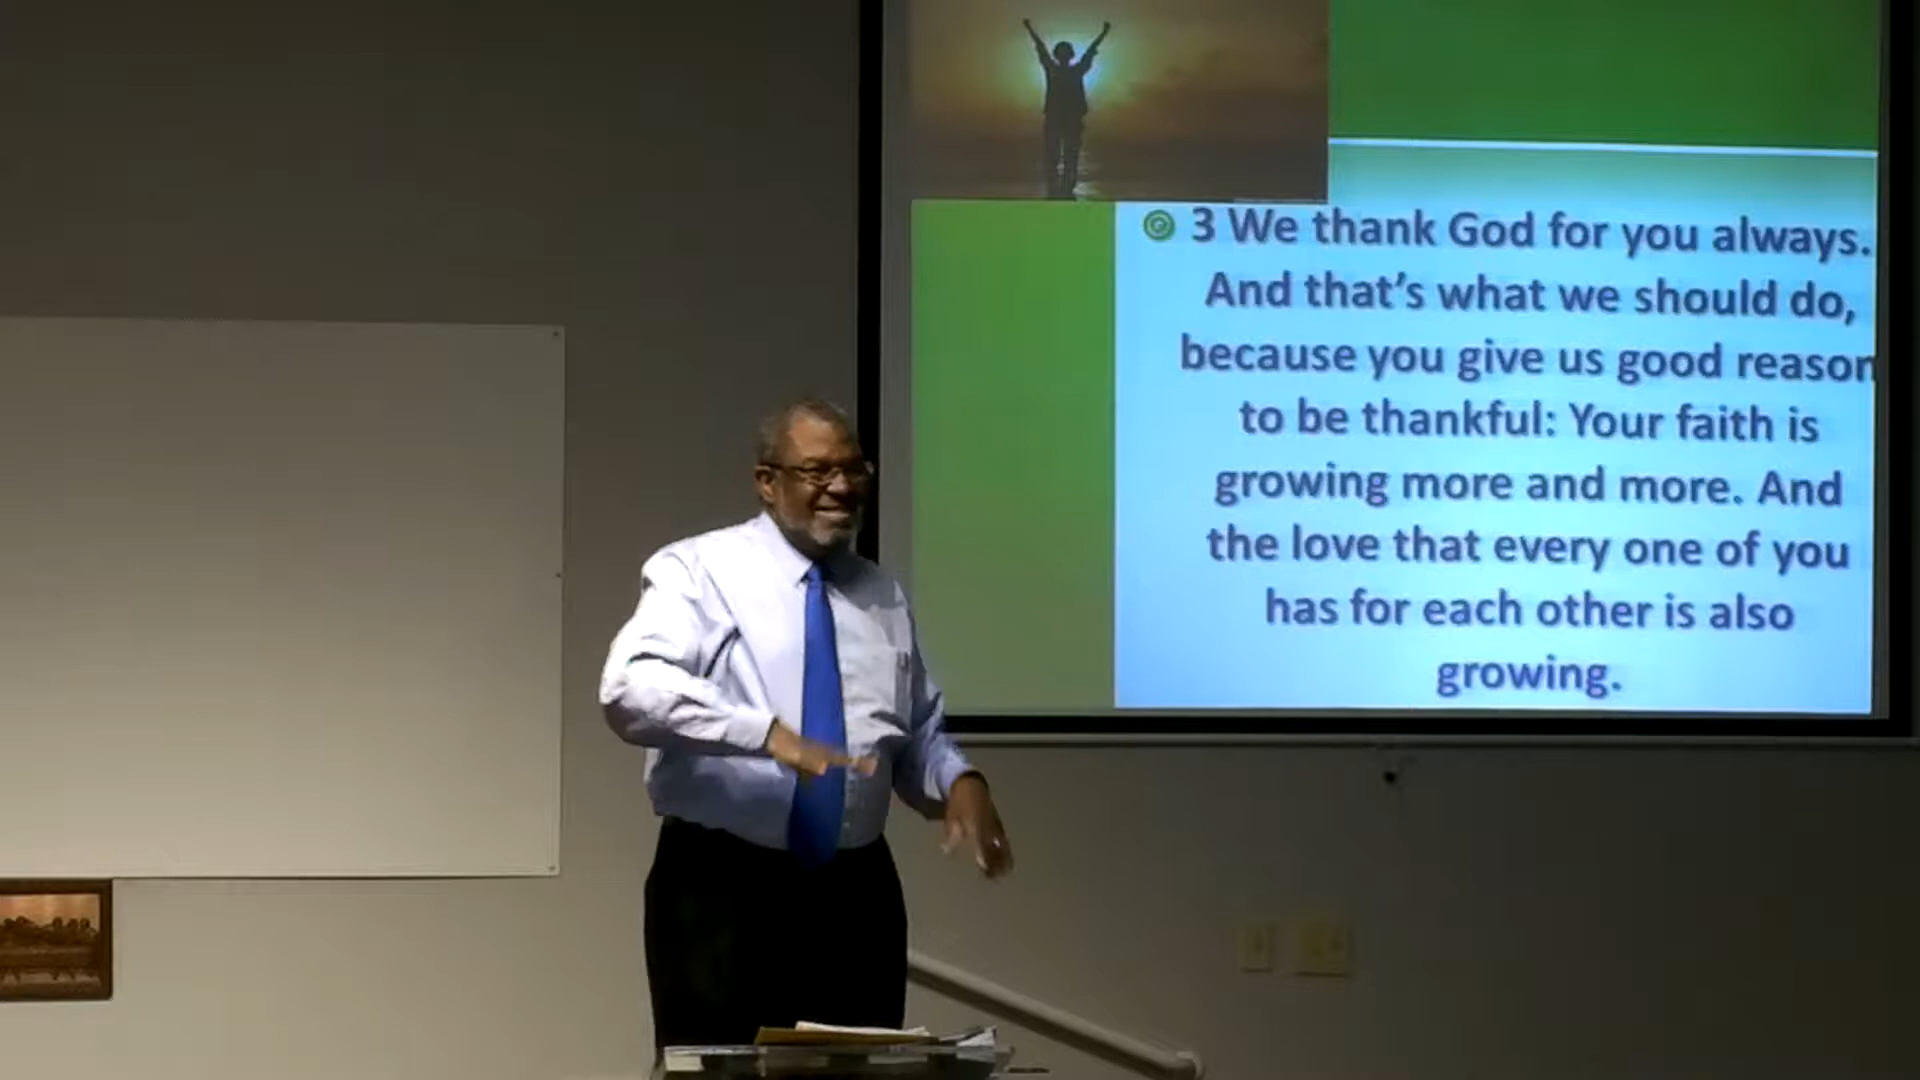 3 We thank God for you always.
And that's what we should do,
because you give us good reason
to be thankful: Your faith is
growing more and more. And
the love that every one of you
has for each other is also
growing.